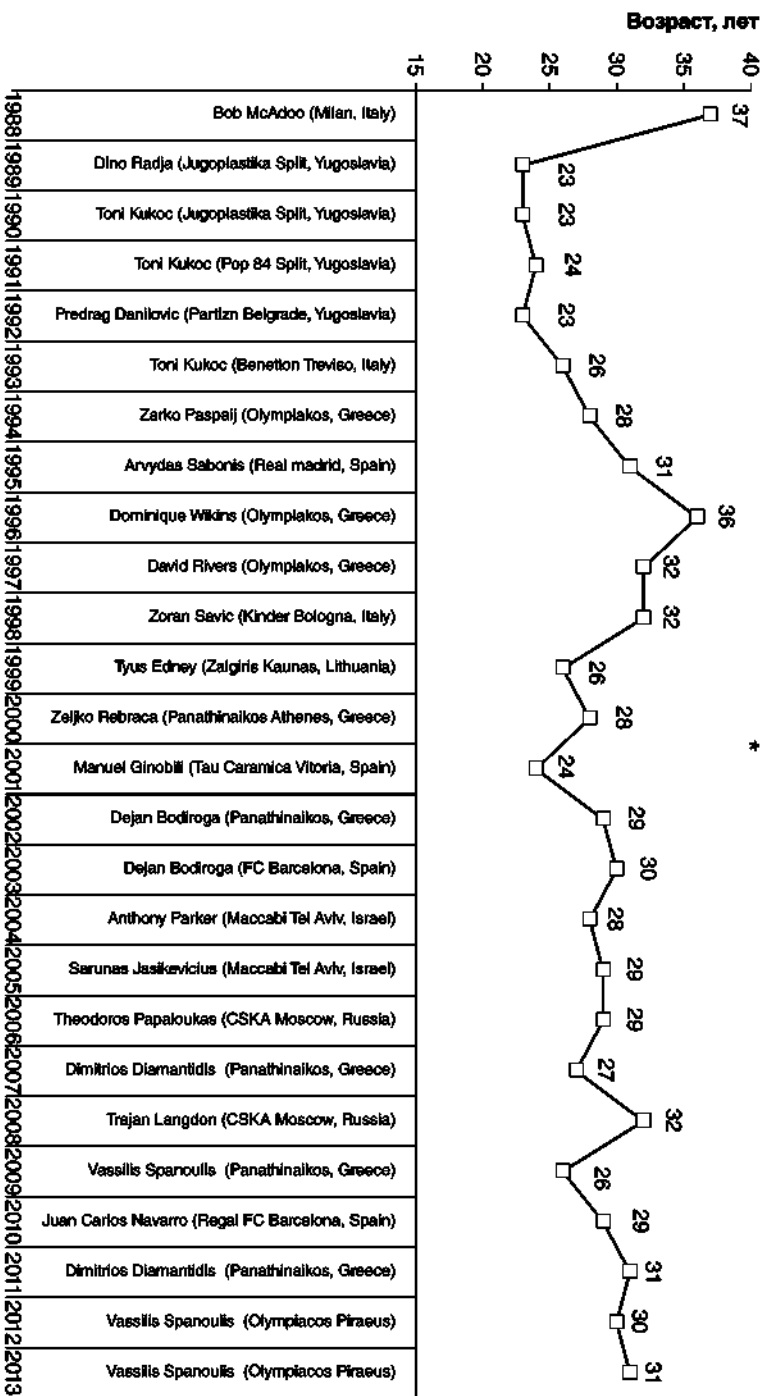 Возраст, лет
15
20
25
30
35
40
1988 Bob McAdoo (Milan, Italy) 37
1989 Dino Radja (Jugoplastika Split, Yugoslavia) 23
1990 Toni Kukoc (Jugoplastika Split, Yugoslavia) 23
1991 Toni Kukoc (Pop 84 Split, Yugoslavia) 24
1992 Predrag Danilovic (Partizn Belgrade, Yugoslavia) 23
1993 Toni Kukoc (Benetton Treviso, Italy) 26
1994 Zarko Paspalj (Olympiakos, Greece) 28
1995 Arvydas Sabonis (Real madrid, Spain) 31
1996 Dominique Wikins (Olympiakos, Greece) 36
1997 David Rivers (Olympiakos, Greece) 32
1998 Zoran Savic (Kinder Bologna, Italy) 32
1999 Tyus Edney (Zalgiris Kaunas, Lithuania) 26
2000 Zeljko Rebraca (Panathinaikos Athenes, Greece) 28
*
2001 Manuel Ginobili (Tau Caramica Vitoria, Spain) 24
2002 Dejan Bodiroga (Panathinaikos, Greece) 29
2003 Dejan Bodiroga (FC Barcelona, Spain) 30
2004 Anthony Parker (Maccabi Tel Aviv, Israel) 28
2005 Sarunas Jasikevicius (Maccabi Tel Aviv, Israel) 29
2006 Theodoros Papaloukas (CSKA Moscow, Russia) 29
2007 Dimitrios Diamantidis (Panathinaikos, Greece) 27
2008 Trajan Langdon (CSKA Moscow, Russia) 32
2009 Vassilis Spanoulis (Panathinaikos, Greece) 26
2010 Juan Carlos Navarro (Regal FC Barcelona, Spain) 29
2011 Dimitrios Diamantidis (Panathinaikos, Greece) 31
2012 Vassilis Spanoulis (Olympiacos Piraeus) 30
2013 Vassilis Spanoulis (Olympiacos Piraeus) 31